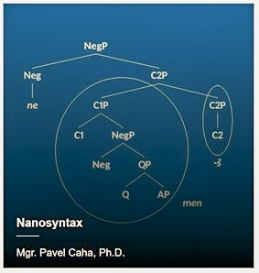 NegP
Neg C2P
ne C1P C2P
C1 NegP C2
Neg QP -š
Q AP men
Nanosyntax
Mgr. Pavel Caha, Ph.D.